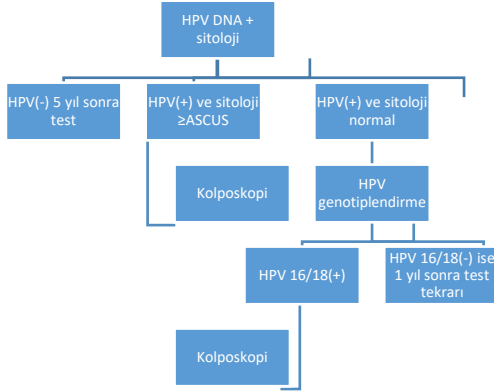 HPV DNA +
sitoloji
HPV(-) 5 yıl sonra
test
HPV(+) ve sitoloji
≥ASCUS
HPV(+) ve sitoloji
normal
Kolposkopi
HPV
genotiplendirme
HPV 16/18(+)
HPV 16/18(-) ise
1 yıl sonra test
tekrarı
Kolposkopi